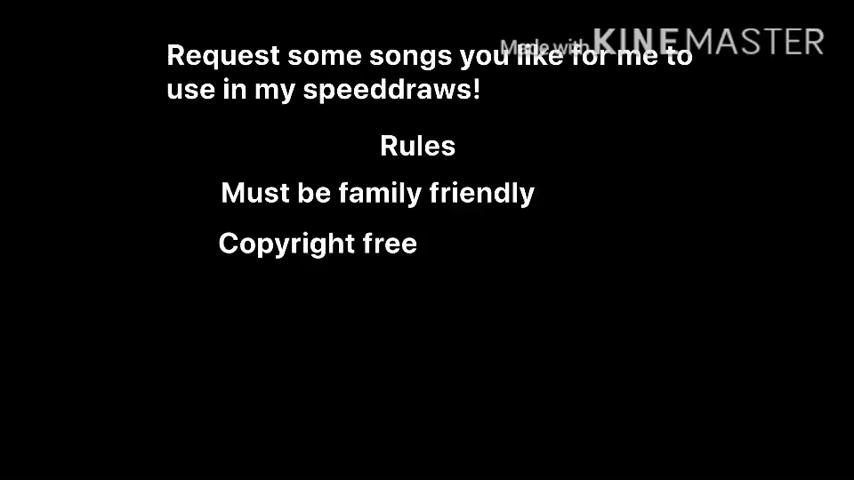 Made with KINEMASTER
Request some songs you like for me to
use in my speeddraws!
Rules
Must be family friendly
Copyright free